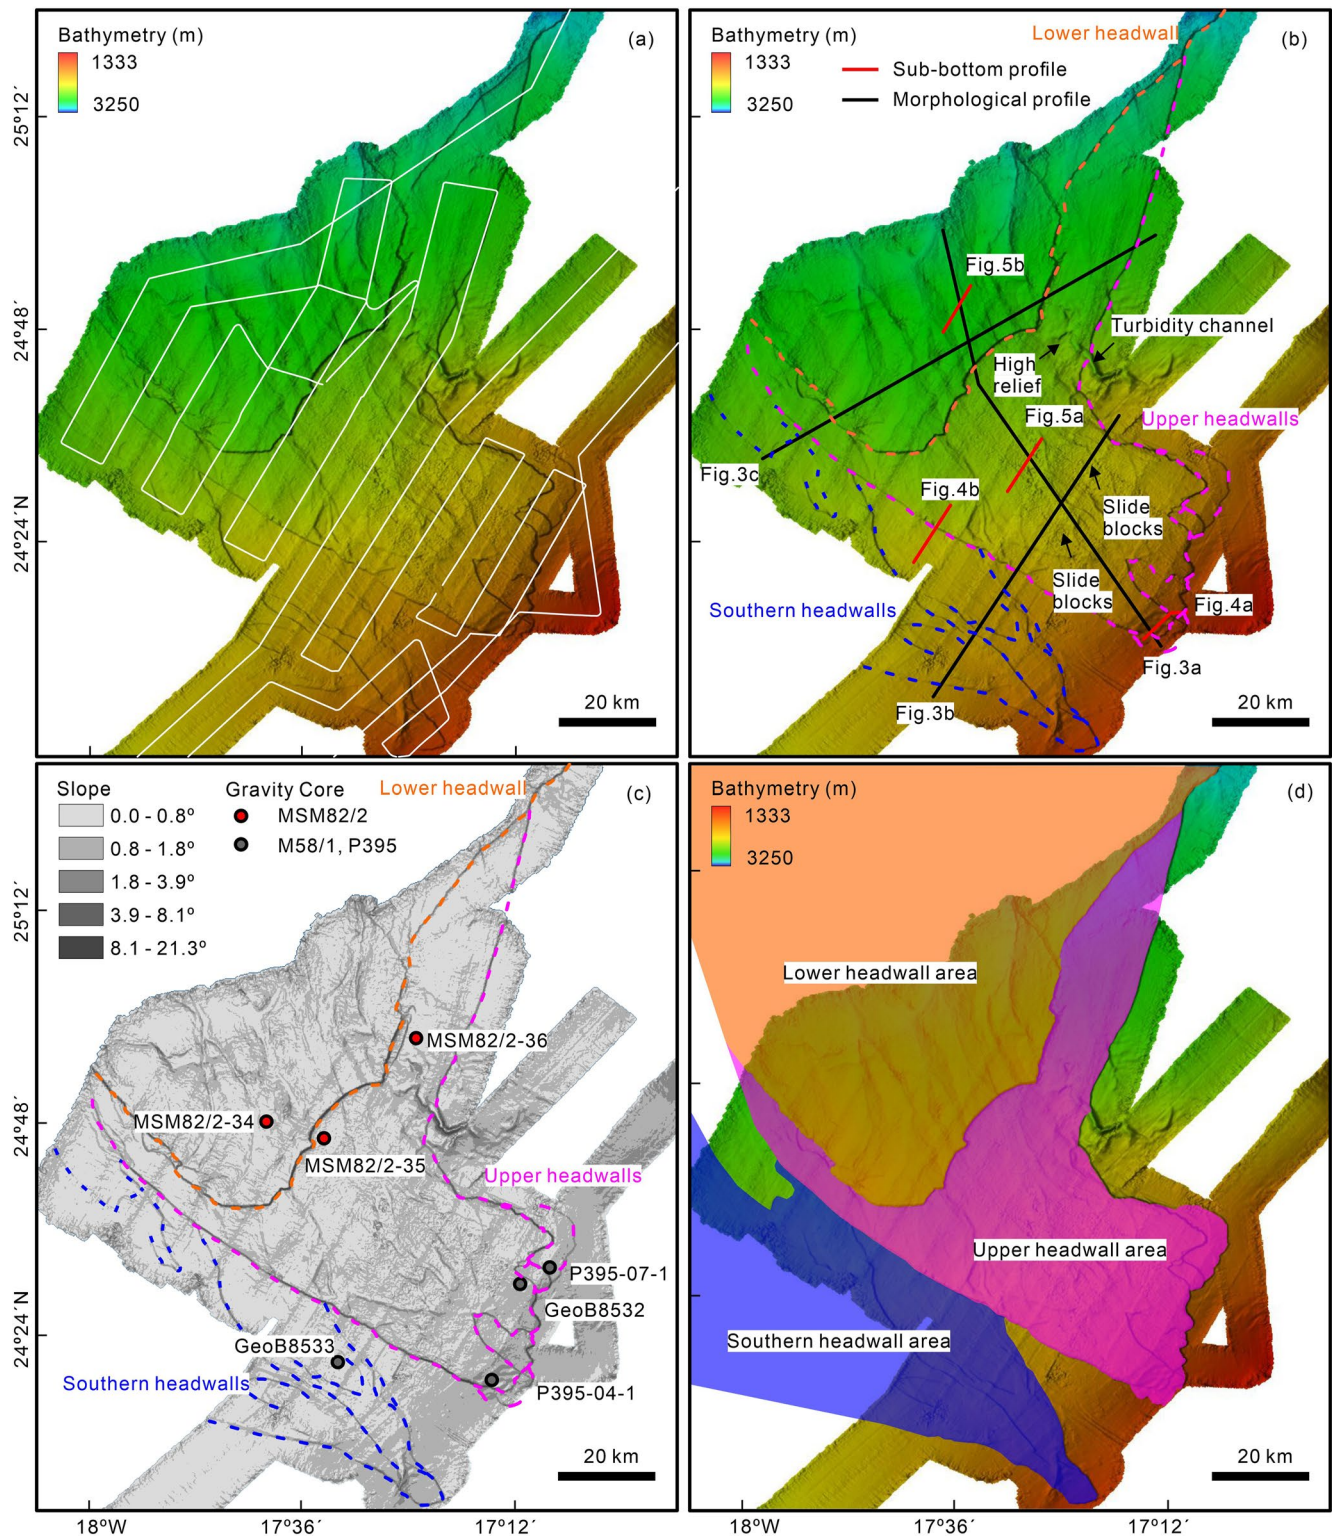 Bathymetry (m)
1333
3250
(a)
25°12′
24°48′
24°24′N
20 km
Bathymetry (m)
1333
3250
Lower headwall
(b)
Sub-bottom profile
Morphological profile
Fig.5b
Turbidity channel
High
relief
Fig.5a
Upper headwalls
Fig.3c
Fig.4b
Slide
blocks
Slide
blocks
Southern headwalls
Fig.4a
Fig.3a
Fig.3b
20 km
Slope
0.0 - 0.8°
0.8 - 1.8°
1.8 - 3.9°
3.9 - 8.1°
8.1 - 21.3°
Gravity Core
MSM82/2
M58/1, P395
Lower headwall
(c)
25°12′
24°48′
24°24′N
MSM82/2-36
MSM82/2-34
MSM82/2-35
Upper headwalls
P395-07-1
GeoB8532
GeoB8533
Southern headwalls
P395-04-1
20 km
18°W
17°36′
17°12′
Bathymetry (m)
1333
3250
(d)
Lower headwall area
Upper headwall area
Southern headwall area
20 km
18°W
17°36′
17°12′